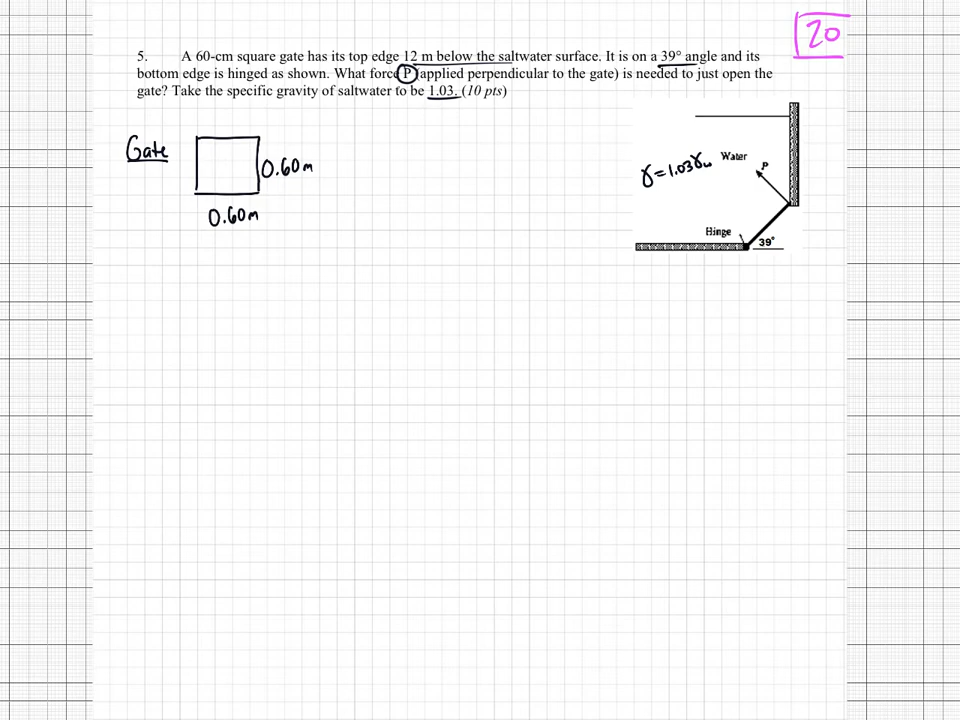 20
5. A 60-cm square gate has its top edge 12 m below the saltwater surface. It is on a 39° angle and its
bottom edge is hinged as shown. What force P (applied perpendicular to the gate) is needed to just open the
gate? Take the specific gravity of saltwater to be 1.03. (10 pts)
Gate
0.60m
0.60m
γ=1.03γw
Water
P
Hinge
39°